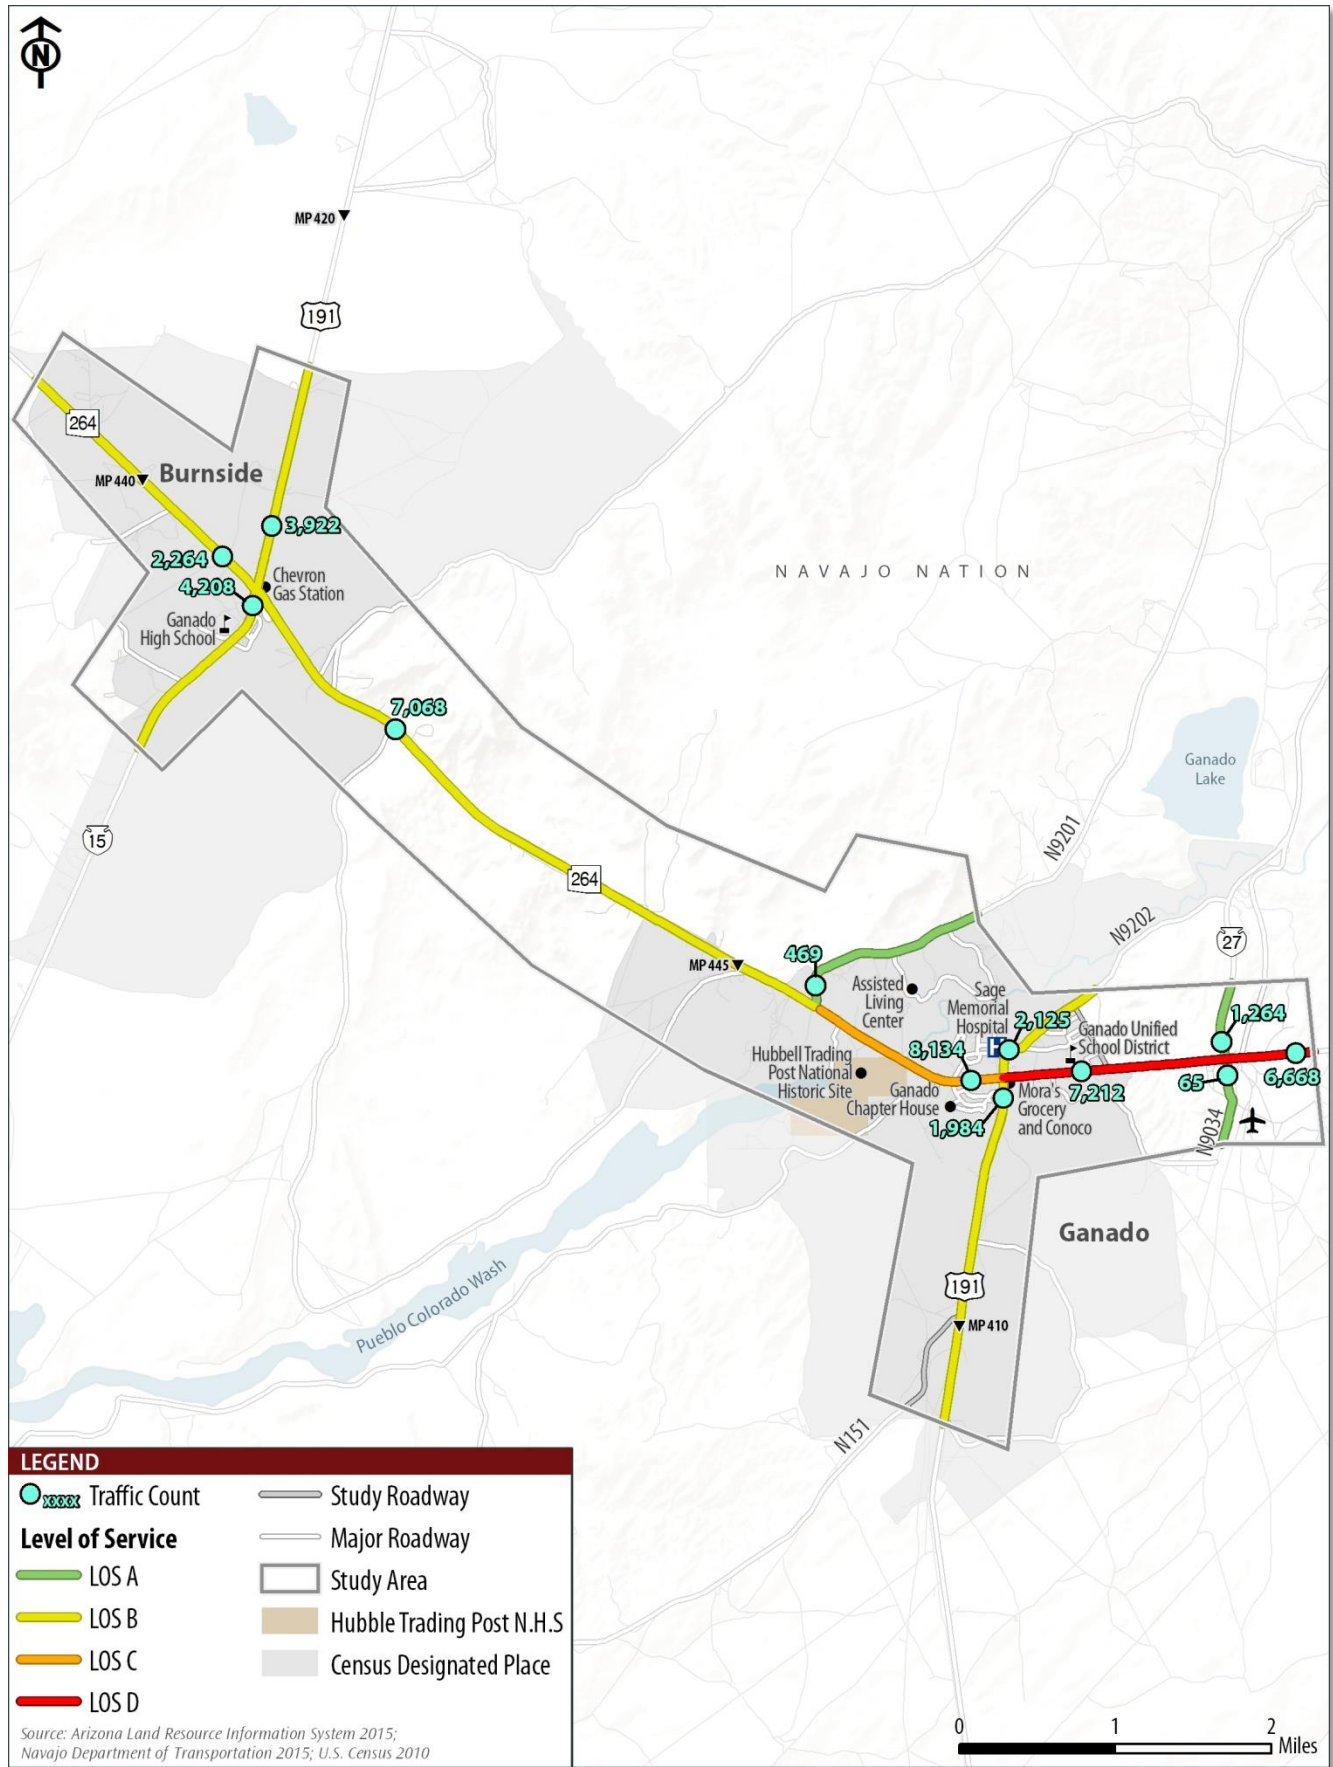 N
MP 420
191
264
MP 440
Burnside
3,922
2,264
4,208
Chevron
Gas Station
Ganado
High School
NAVAJO NATION
7,068
15
Ganado
Lake
N9201
264
N9202
27
MP 445
469
Assisted
Living
Center
Sage
Memorial
Hospital
H
2,125
Ganado Unified
School District
1,264
8,134
Hubbell Trading
Post National
Historic Site
Ganado
Chapter House
1,984
Mora's
Grocery
and Conoco
7,212
65
6,668
N9034
Ganado
Pueblo Colorado Wash
191
MP 410
N151
LEGEND
xxxx Traffic Count
Level of Service
LOS A
LOS B
LOS C
LOS D
Study Roadway
Major Roadway
Study Area
Hubble Trading Post N.H.S
Census Designated Place
Source: Arizona Land Resource Information System 2015;
Navajo Department of Transportation 2015; U.S. Census 2010
0 1 2
Miles